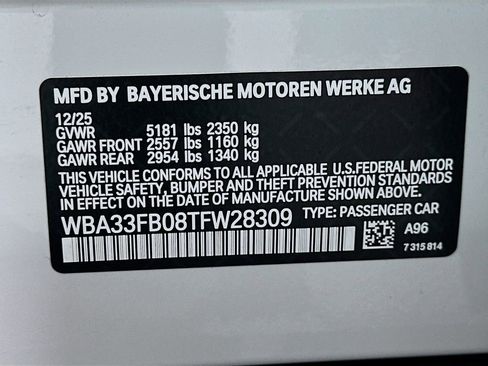 MFD BY BAYERISCHE MOTOREN WERKE AG
12/25
GVWR 5181 lbs 2350 kg
GAWR FRONT 2557 lbs 1160 kg
GAWR REAR 2954 lbs 1340 kg
THIS VEHICLE CONFORMS TO ALL APPLICABLE U.S.FEDERAL MOTOR
VEHICLE SAFETY, BUMPER AND THEFT PREVENTION STANDARDS
IN EFFECT ON THE DATE OF MANUFACTURE SHOWN ABOVE.
WBA33FB08TFW28309 TYPE: PASSENGER CAR
A96
7 315 814